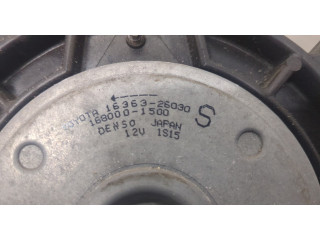 TOYOTA 16363-26030
168000-1500 S
DENSO JAPAN
12V 1S15